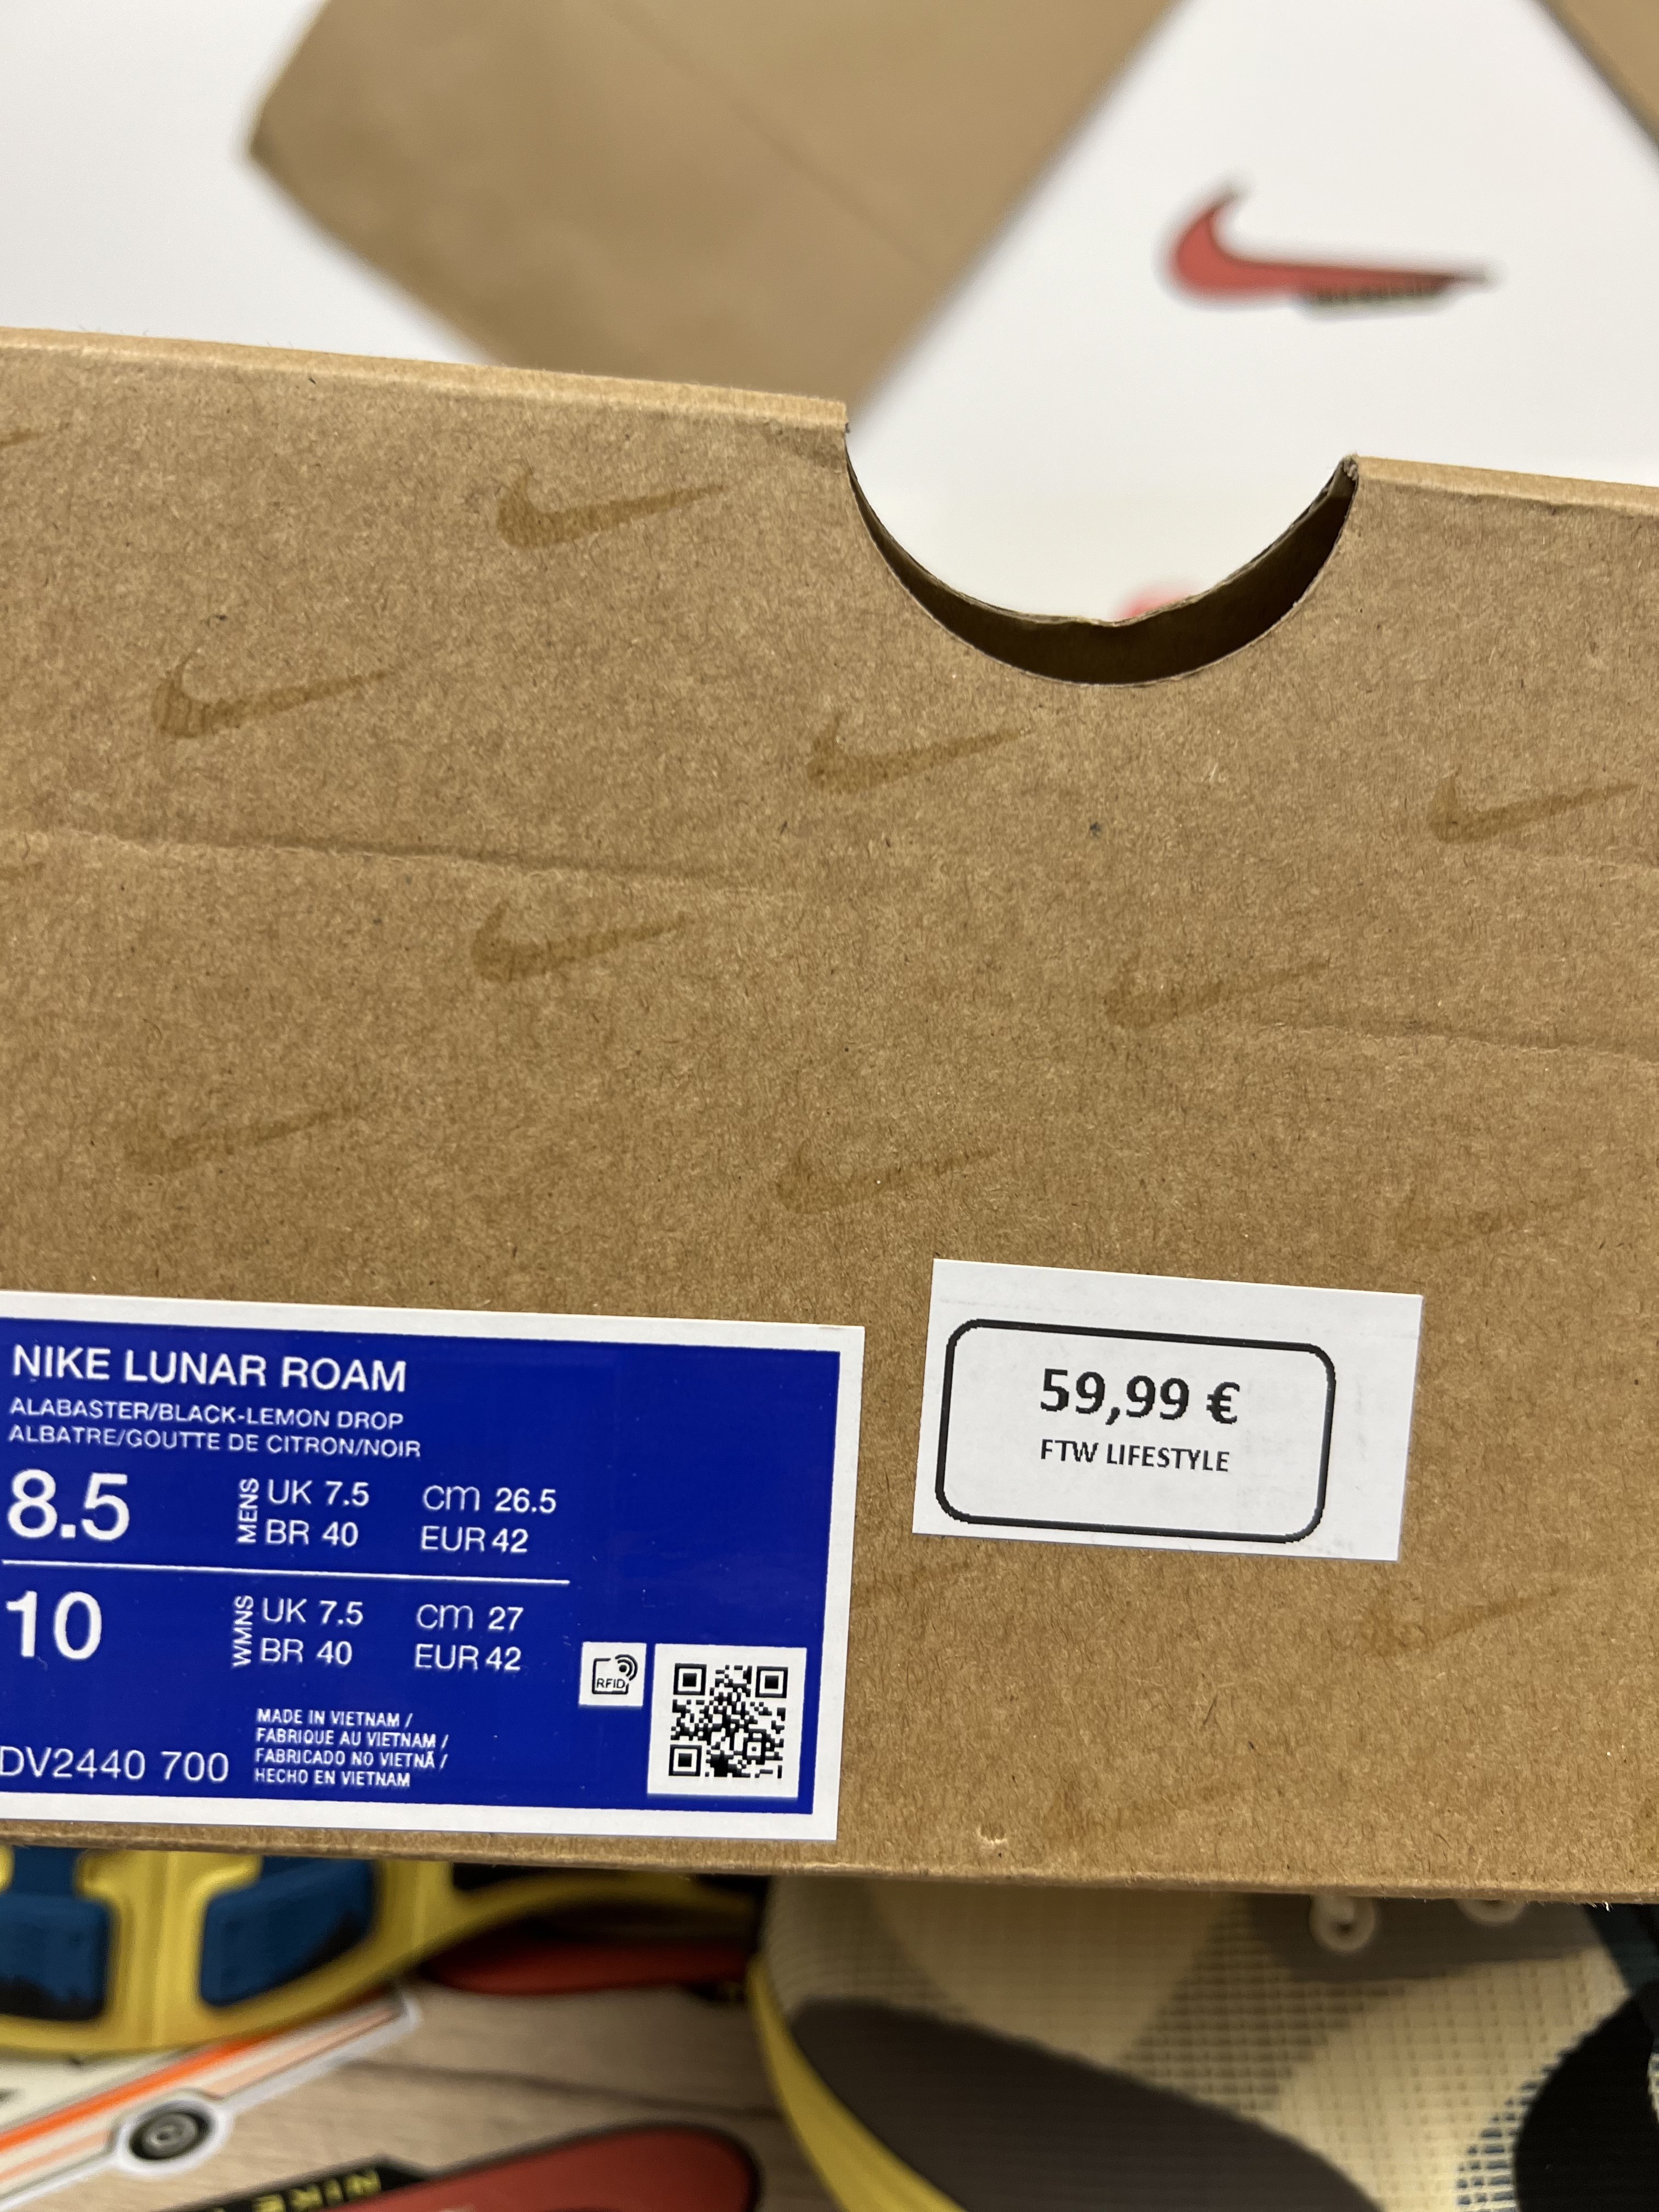 NIKE LUNAR ROAM
ALABASTER/BLACK-LEMON DROP
ALBATRE/GOUTTE DE CITRON/NOIR
8.5 MENS UK 7.5 cm 26.5
BR 40 EUR 42
10 WMNS UK 7.5 cm 27
BR 40 EUR 42
RFID
MADE IN VIETNAM /
FABRIQUE AU VIETNAM /
FABRICADO NO VIETNÃ /
HECHO EN VIETNAM
DV2440 700
59,99 €
FTW LIFESTYLE
NIKE